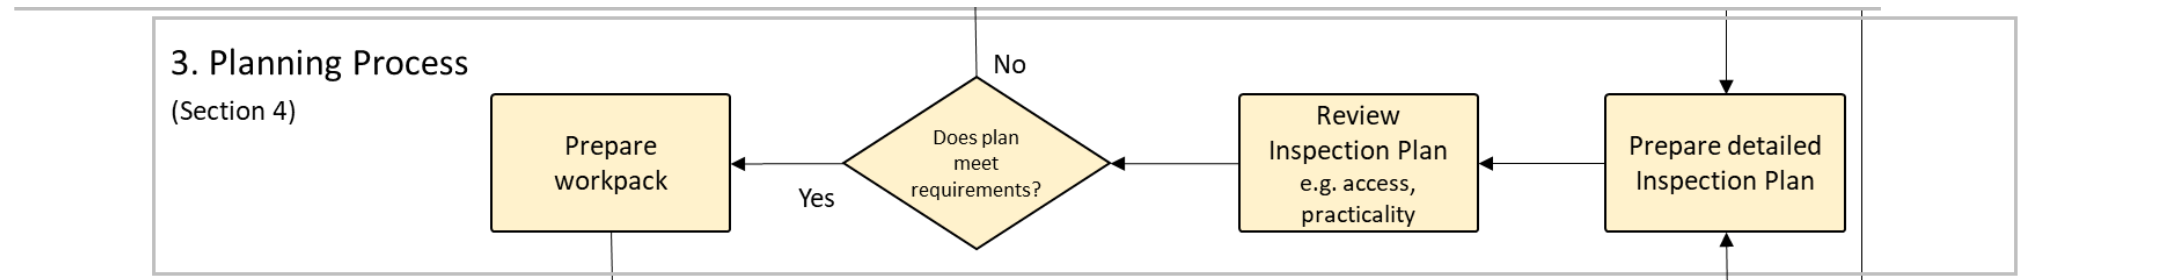 3. Planning Process
(Section 4)
No
Prepare
workpack
Yes
Does plan
meet
requirements?
Review
Inspection Plan
e.g. access,
practicality
Prepare detailed
Inspection Plan